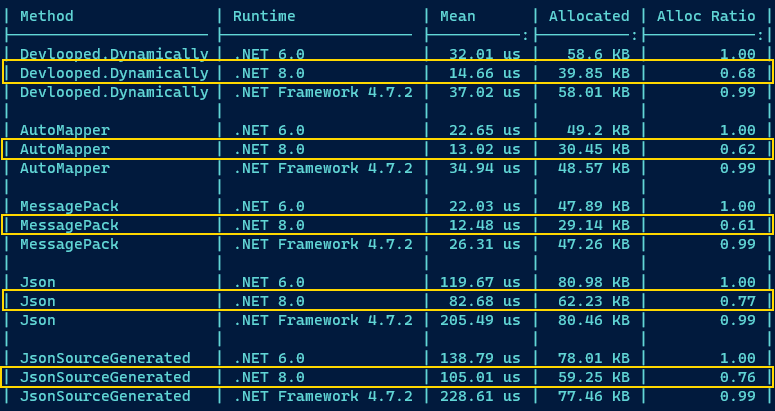 | Method | Runtime | Mean | Allocated | Alloc Ratio |
|----------------------- |--------------------- |----------:|----------:|------------:|
| Devlooped.Dynamically | .NET 6.0 | 32.01 us | 58.6 KB | 1.00 |
| Devlooped.Dynamically | .NET 8.0 | 14.66 us | 39.85 KB | 0.68 |
| Devlooped.Dynamically | .NET Framework 4.7.2 | 37.02 us | 58.01 KB | 0.99 |
| | | | | |
| AutoMapper | .NET 6.0 | 22.65 us | 49.2 KB | 1.00 |
| AutoMapper | .NET 8.0 | 13.02 us | 30.45 KB | 0.62 |
| AutoMapper | .NET Framework 4.7.2 | 34.94 us | 48.57 KB | 0.99 |
| | | | | |
| MessagePack | .NET 6.0 | 22.03 us | 47.89 KB | 1.00 |
| MessagePack | .NET 8.0 | 12.48 us | 29.14 KB | 0.61 |
| MessagePack | .NET Framework 4.7.2 | 26.31 us | 47.26 KB | 0.99 |
| | | | | |
| Json | .NET 6.0 | 119.67 us | 80.98 KB | 1.00 |
| Json | .NET 8.0 | 82.68 us | 62.23 KB | 0.77 |
| Json | .NET Framework 4.7.2 | 205.49 us | 80.46 KB | 0.99 |
| | | | | |
| JsonSourceGenerated | .NET 6.0 | 138.79 us | 78.01 KB | 1.00 |
| JsonSourceGenerated | .NET 8.0 | 105.01 us | 59.25 KB | 0.76 |
| JsonSourceGenerated | .NET Framework 4.7.2 | 228.61 us | 77.46 KB | 0.99 |